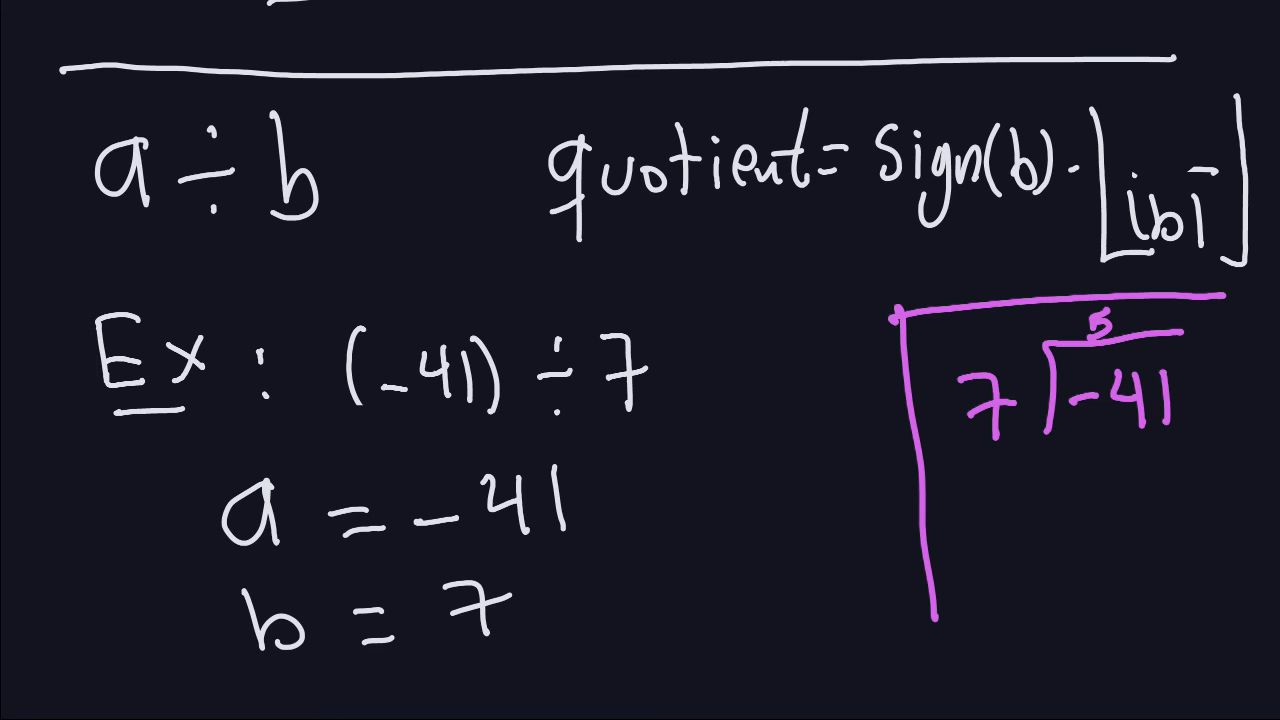 a ÷ b quotient = Sign(b) · ⌊ — |b| ⌋
Ex : (-41) ÷ 7
5
7 ⟌ -41
a = -41
b = 7